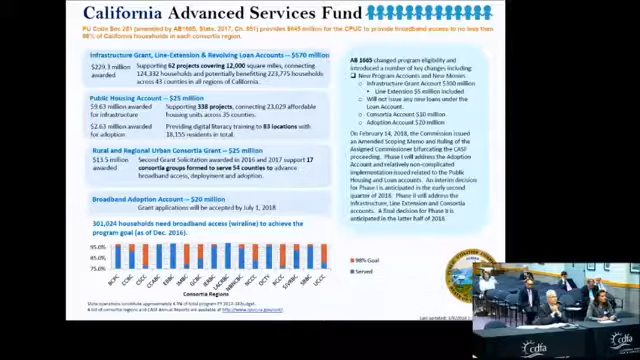 California Advanced Services Fund
PU Code Sec 281 (amended by AB1665, Stats. 2017, Ch. 851) provides $645 million for the CPUC to provide broadband access to no less than
98% of California households in each consortia region.
Infrastructure Grant, Line-Extension & Revolving Loan Accounts -- $570 million
$229.3 million
awarded
Supporting 62 projects covering 12,000 square miles, connecting
124,332 households and potentially benefitting 223,775 households
across 43 counties in all regions of California.
Public Housing Account -- $25 million
$9.63 million awarded
for infrastructure
Supporting 338 projects, connecting 23,029 affordable
housing units across 35 counties.
$2.63 million awarded
for adoption
Providing digital literacy training to 83 locations with
18,155 residents in total.
Rural and Regional Urban Consortia Grant -- $25 million
$13.5 million
awarded
Second Grant Solicitation awarded in 2016 and 2017 support 17
consortia groups formed to serve 54 counties to advance
broadband access, deployment and adoption.
Broadband Adoption Account -- $20 million
Grant applications will be accepted by July 1, 2018.
301,024 households need broadband access (wireline) to achieve the
program goal (as of Dec. 2016).
95.0%
85.0%
75.0%
Consortia Regions
98% Goal
Served
AB 1665 changed program eligibility and
introduced a number of key changes including:
New Program Accounts and New Monies
Infrastructure Grant Account $300 million
Line Extension $5 million included
Will not issue any new loans under the
Loan Account.
Consortia Account $10 million
Adoption Account $20 million
On February 14, 2018, the Commission issued
an Amended Scoping Memo and Ruling of the
Assigned Commissioner bifurcating the CASF
proceeding. Phase I will address the Adoption
Account and relatively non-complicated
implementation issues related to the Public
Housing and Loan accounts. An interim decision
for Phase I is anticipated in the early second
quarter of 2018. Phase II will address the
Infrastructure, Line Extension and Consortia
accounts. A final decision for Phase II is
anticipated in the latter half of 2018.
cdfa
cdfa